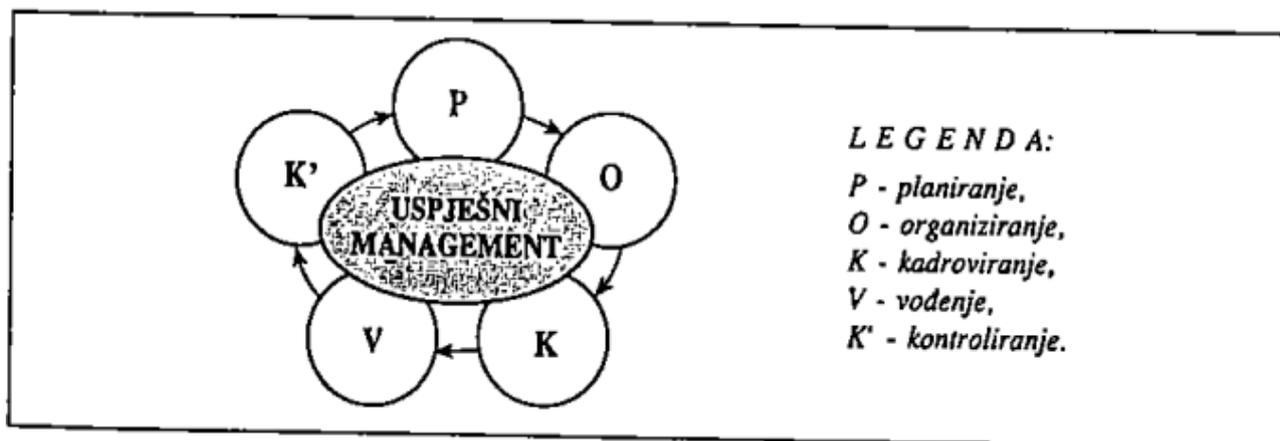 P
K’
O
USPJEŠNI
MANAGEMENT
V
K
L E G E N D A:
P - planiranje,
O - organiziranje,
K - kadroviranje,
V - vođenje,
K' - kontroliranje.